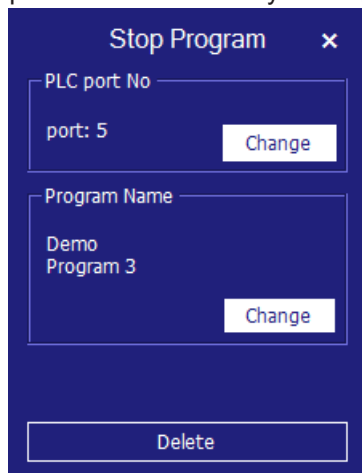 Stop Program ×
PLC port No
port: 5
Change
Program Name
Demo
Program 3
Change
Delete